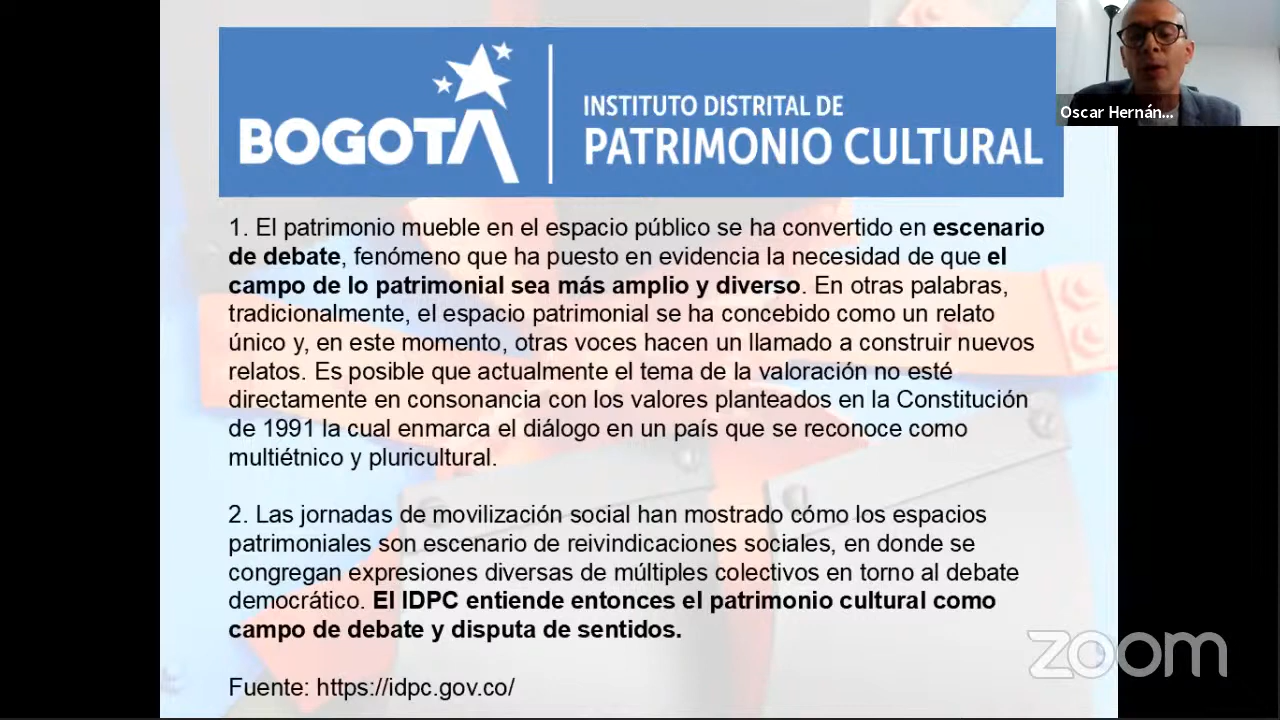 BOGOTA
INSTITUTO DISTRITAL DE
PATRIMONIO CULTURAL
Oscar Hernán...
1. El patrimonio mueble en el espacio público se ha convertido en escenario
de debate, fenómeno que ha puesto en evidencia la necesidad de que el
campo de lo patrimonial sea más amplio y diverso. En otras palabras,
tradicionalmente, el espacio patrimonial se ha concebido como un relato
único y, en este momento, otras voces hacen un llamado a construir nuevos
relatos. Es posible que actualmente el tema de la valoración no esté
directamente en consonancia con los valores planteados en la Constitución
de 1991 la cual enmarca el diálogo en un país que se reconoce como
multiétnico y pluricultural.
2. Las jornadas de movilización social han mostrado cómo los espacios
patrimoniales son escenario de reivindicaciones sociales, en donde se
congregan expresiones diversas de múltiples colectivos en torno al debate
democrático. El IDPC entiende entonces el patrimonio cultural como
campo de debate y disputa de sentidos.
Fuente: https://idpc.gov.co/
zoom